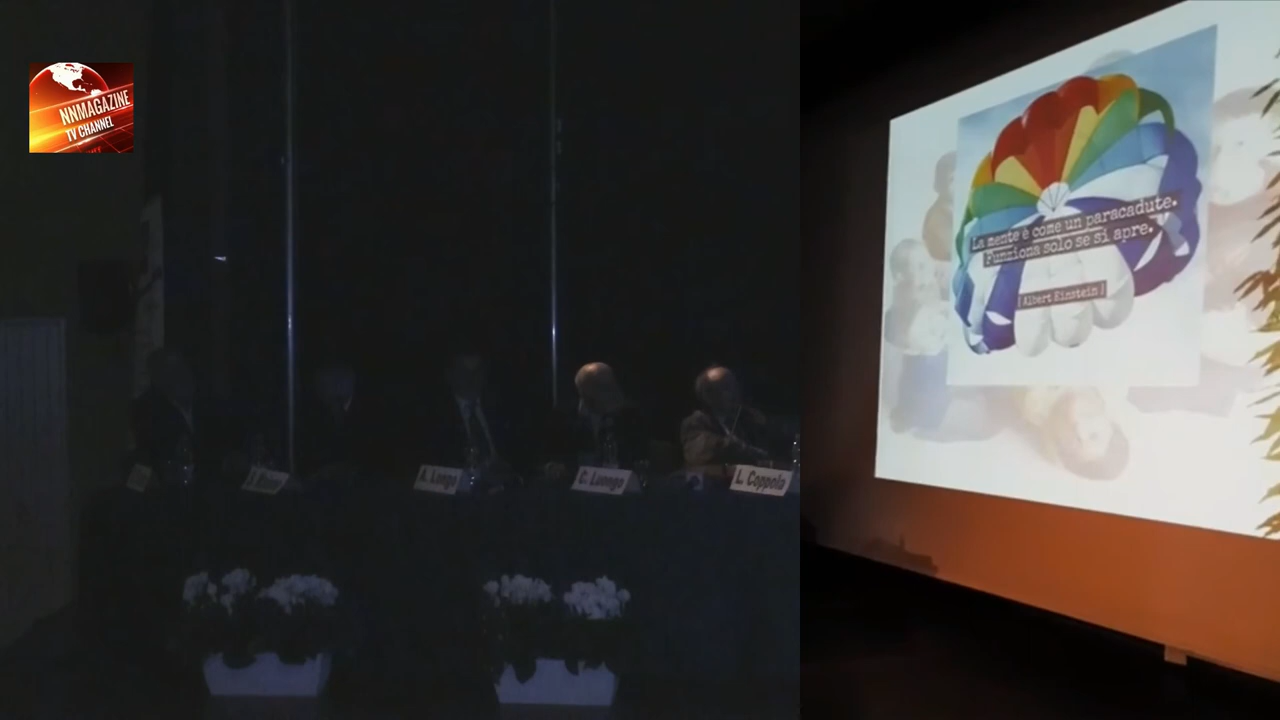 NNMAGAZINE
TV CHANNEL
A. Longo
C. Luongo
L. Coppola
La mente è come un paracadute.
Funziona solo se si apre.
[Albert Einstein]